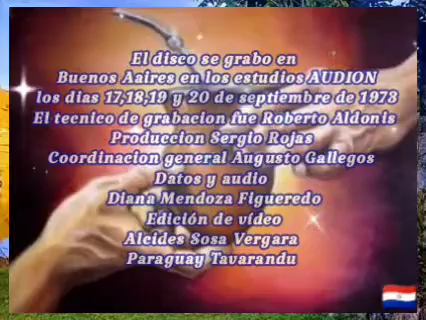 El disco se grabo en
Buenos Aaires en los estudios AUDION
los dias 17,18,19 y 20 de septiembre de 1973
El tecnico de grabacion fue Roberto Aldonis
Produccion Sergio Rojas
Coordinacion general Augusto Gallegos
Datos y audio
Diana Mendoza Figueredo
Edición de vídeo
Alcides Sosa Vergara
Paraguay Tavarandu